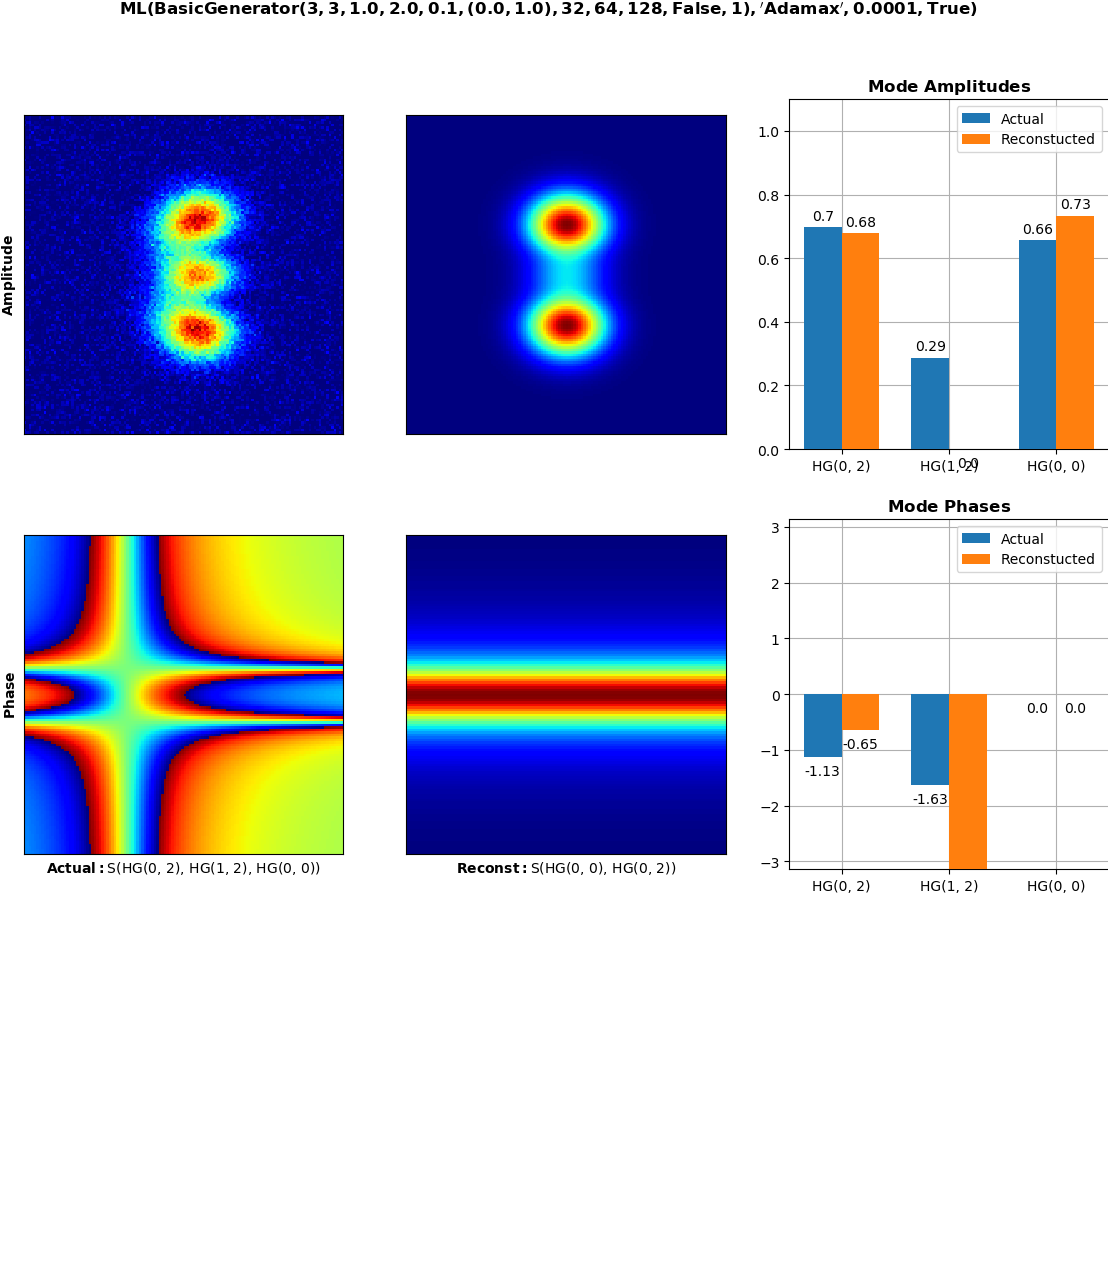 ML(BasicGenerator(3, 3, 1.0, 2.0, 0.1, (0.0, 1.0), 32, 64, 128, False, 1), ′Adamax′, 0.0001, True)
Amplitude
Mode Amplitudes
Actual
Reconstucted
1.0
0.8
0.6
0.4
0.2
0.0
0.7
0.68
0.29
0.0
0.66
0.73
HG(0, 2)
HG(1, 2)
HG(0, 0)
Phase
Actual: S(HG(0, 2), HG(1, 2), HG(0, 0))
Reconst: S(HG(0, 0), HG(0, 2))
Mode Phases
Actual
Reconstucted
3
2
1
0
−1
−2
−3
-1.13
-0.65
-1.63
0.0
0.0
HG(0, 2)
HG(1, 2)
HG(0, 0)